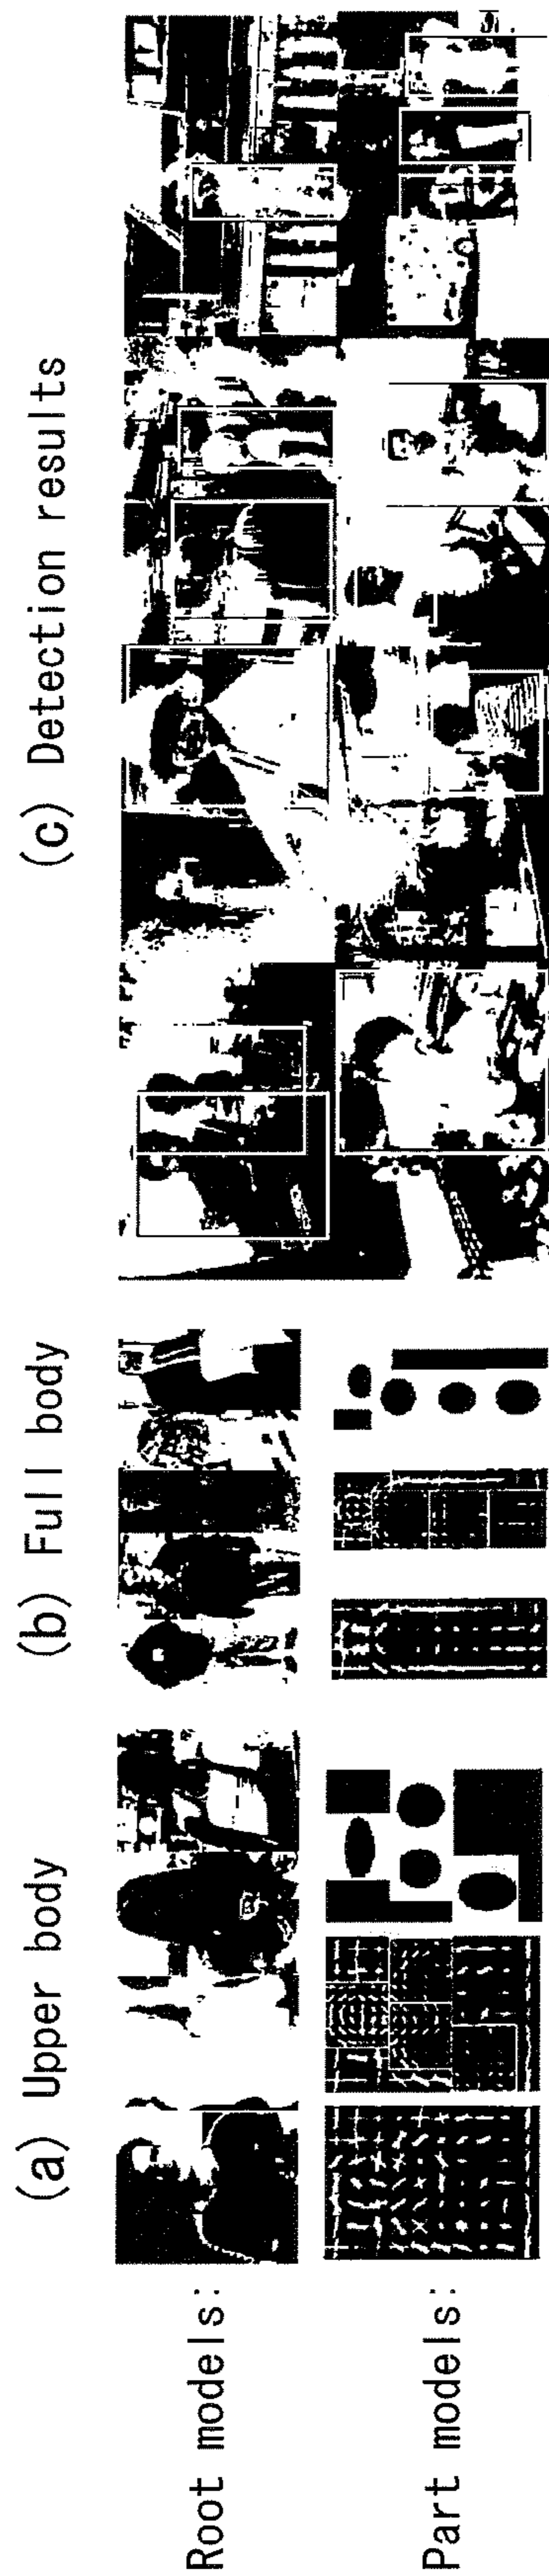 (a) Upper body
(b) Full body
(c) Detection results
Root models:
Part models: